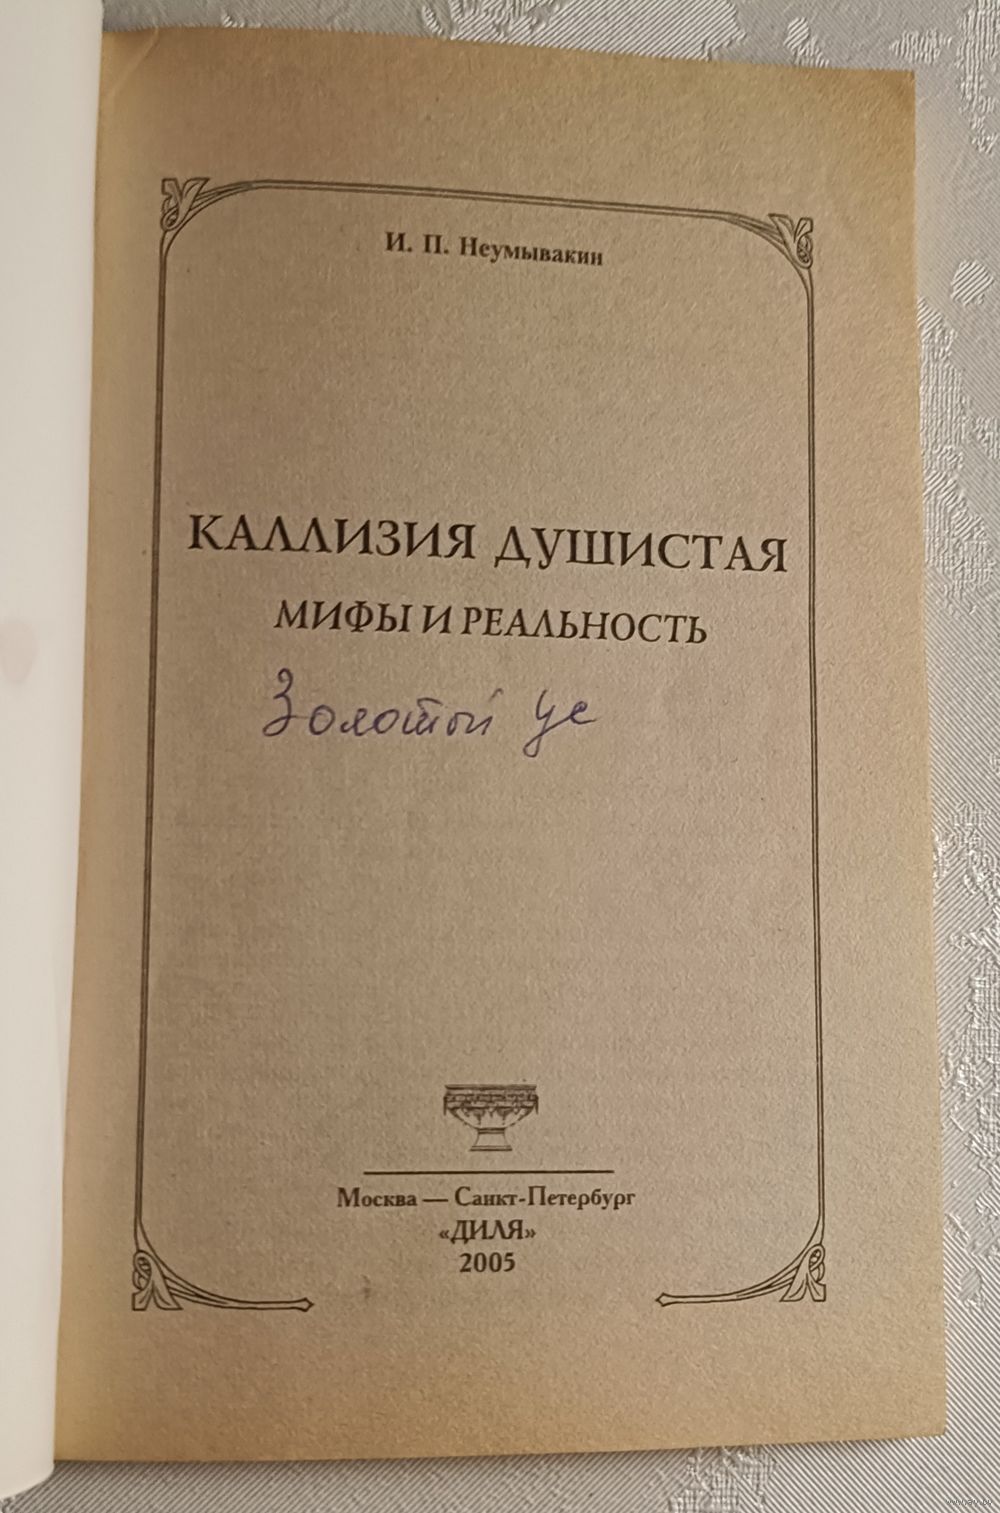 И. П. Неумывакин
КАЛЛИЗИЯ ДУШИСТАЯ
МИФЫ И РЕАЛЬНОСТЬ
Золотой ус
Москва — Санкт-Петербург
«ДИЛЯ»
2005